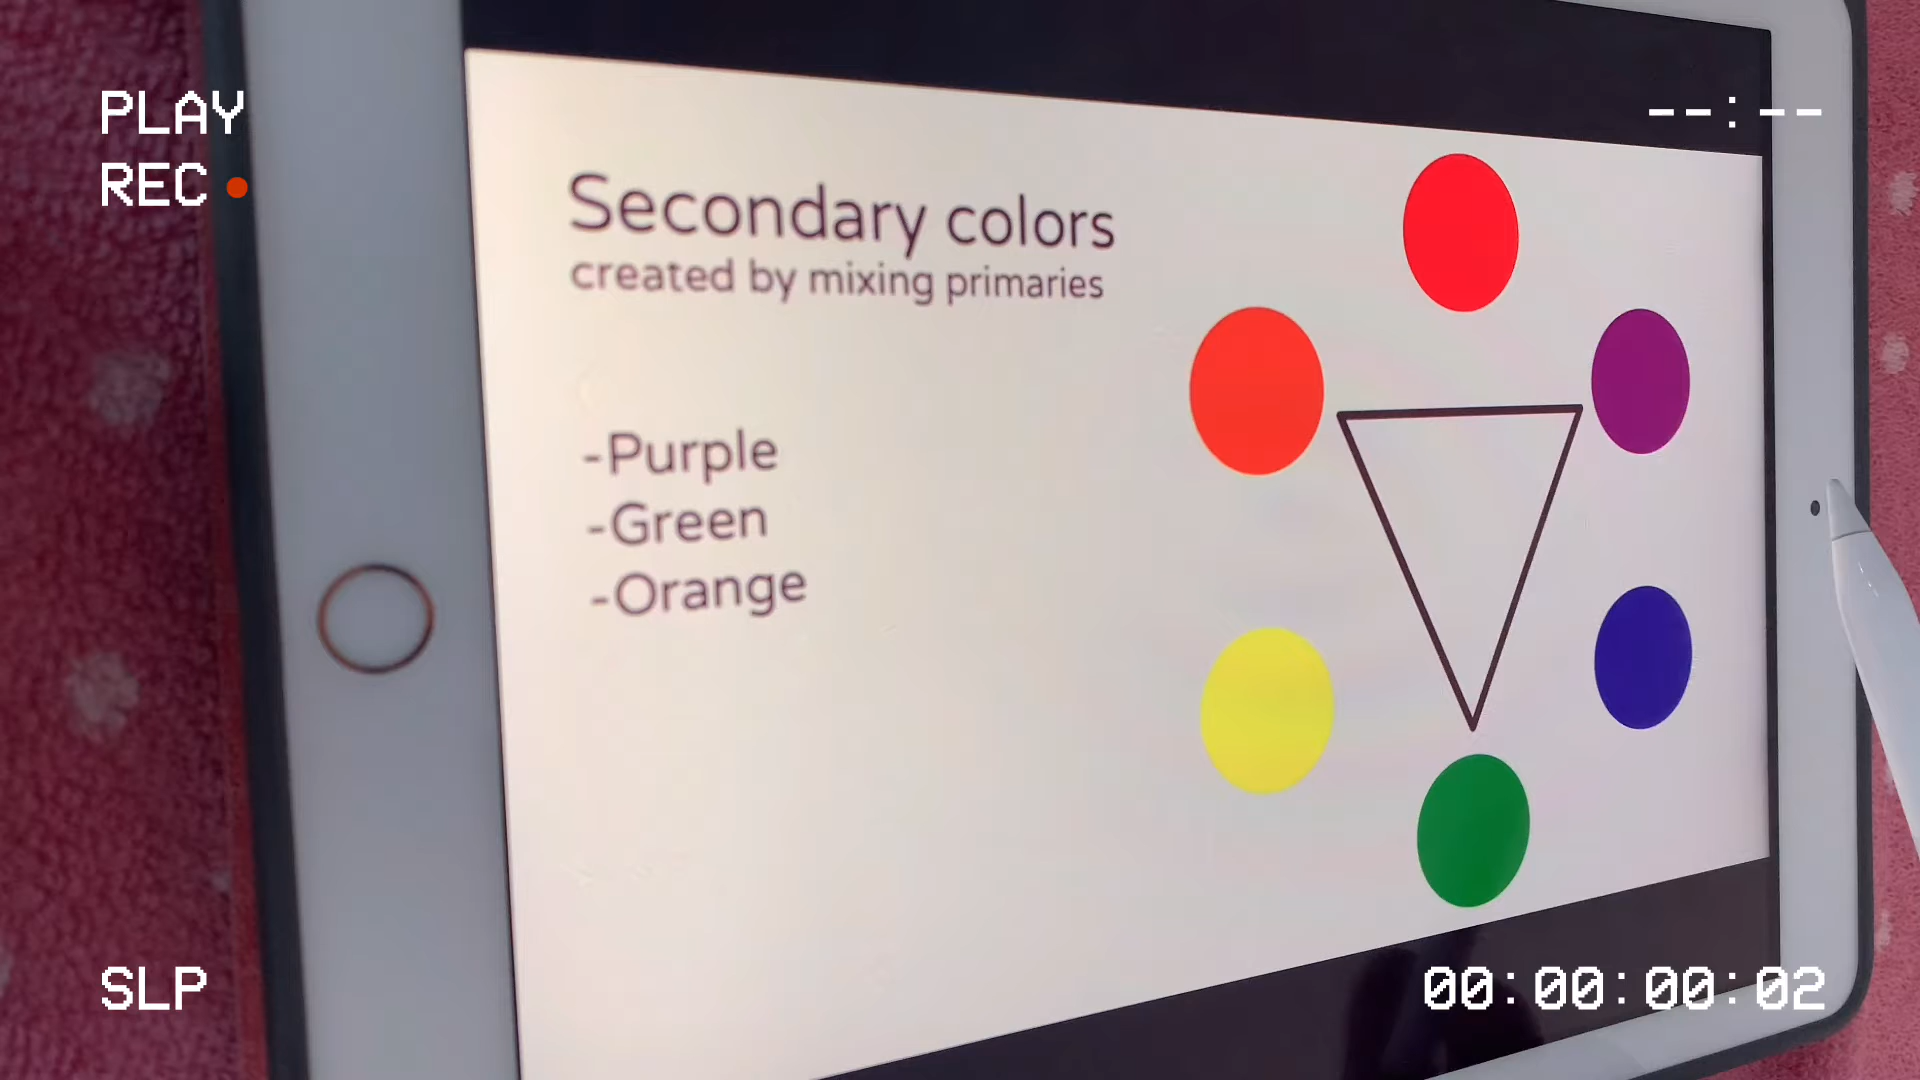 PLAY
REC
--:--
Secondary colors
created by mixing primaries
-Purple
-Green
-Orange
SLP
00:00:00:02